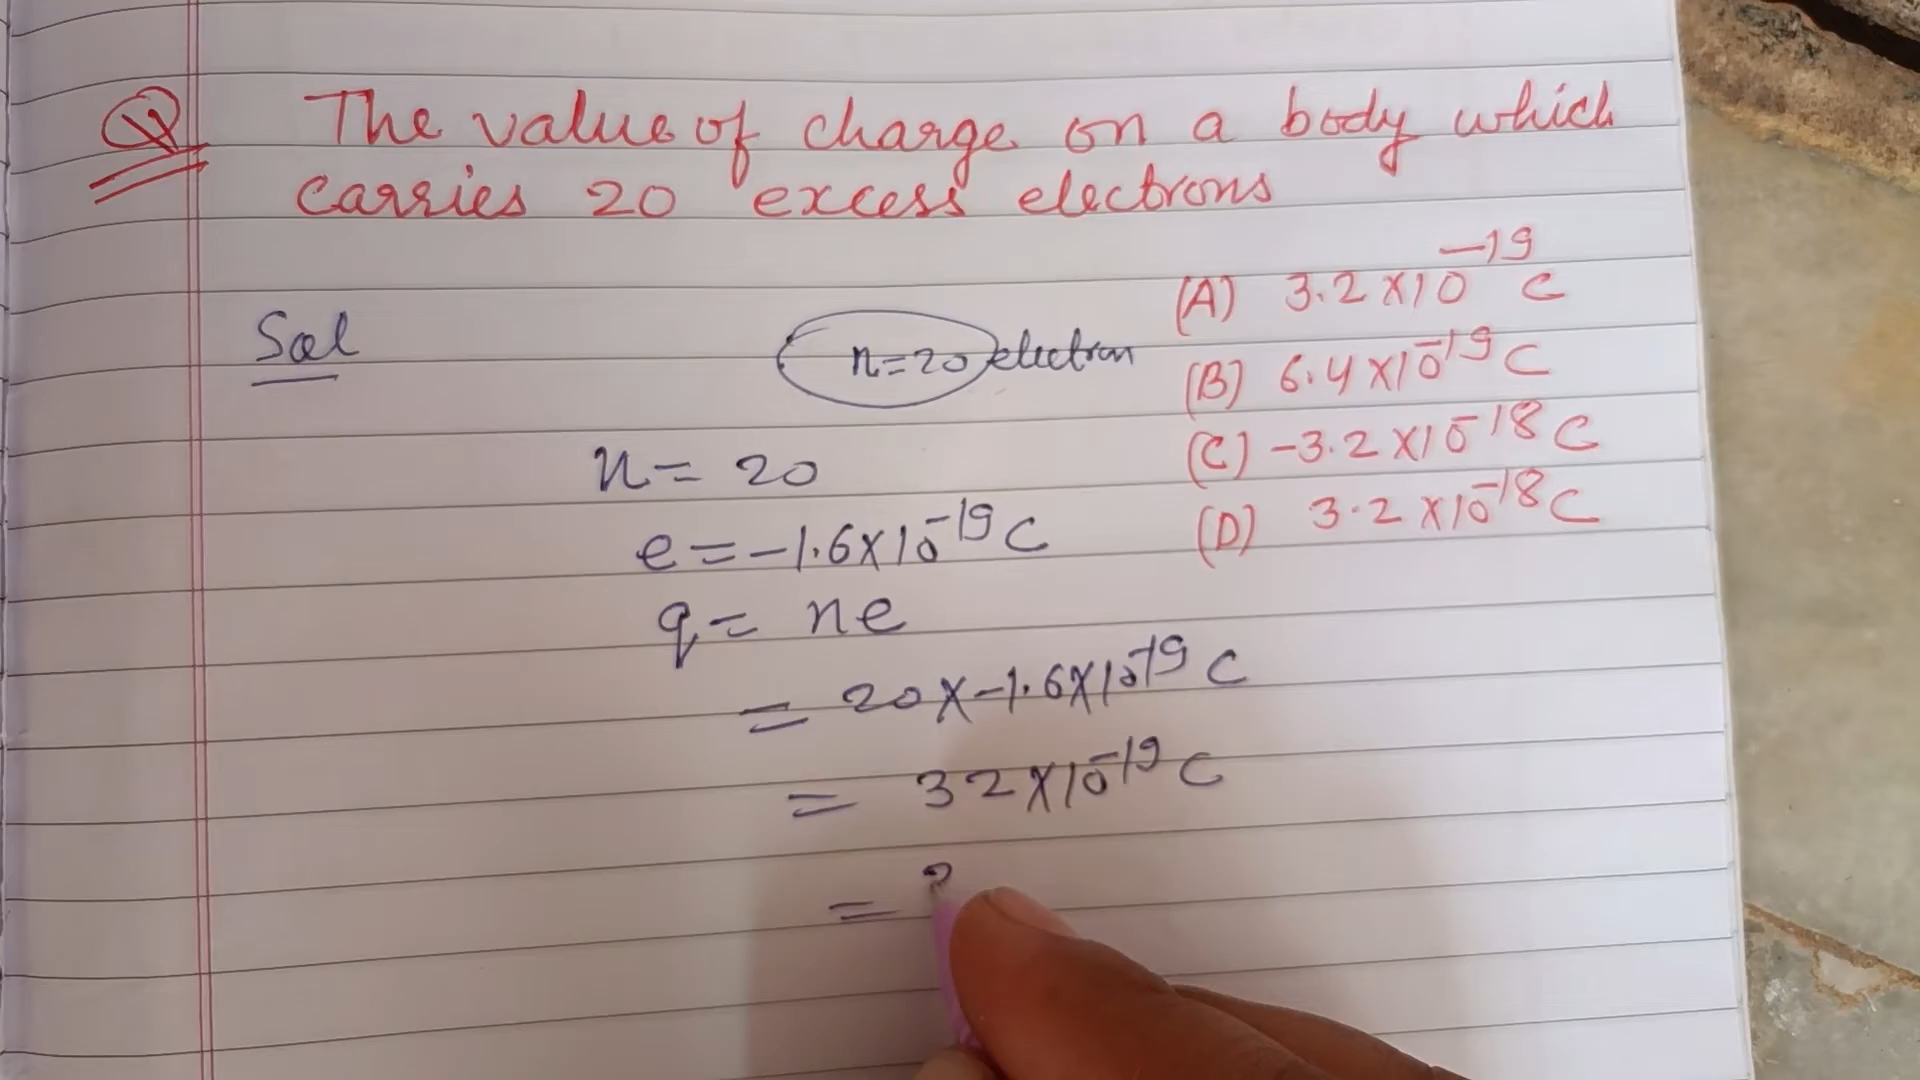 Q The value of charge on a body which
carries 20 excess electrons
(A) 3.2×10⁻¹⁹ C
Sol n=20 electron
(B) 6.4×10⁻¹⁹ C
(C) -3.2×10⁻¹⁸ C
n= 20
(D) 3.2×10⁻¹⁸ C
e=-1.6×10⁻¹⁹ C
q= ne
= 20×-1.6×10⁻¹⁹ C
= 32×10⁻¹⁹ C
=